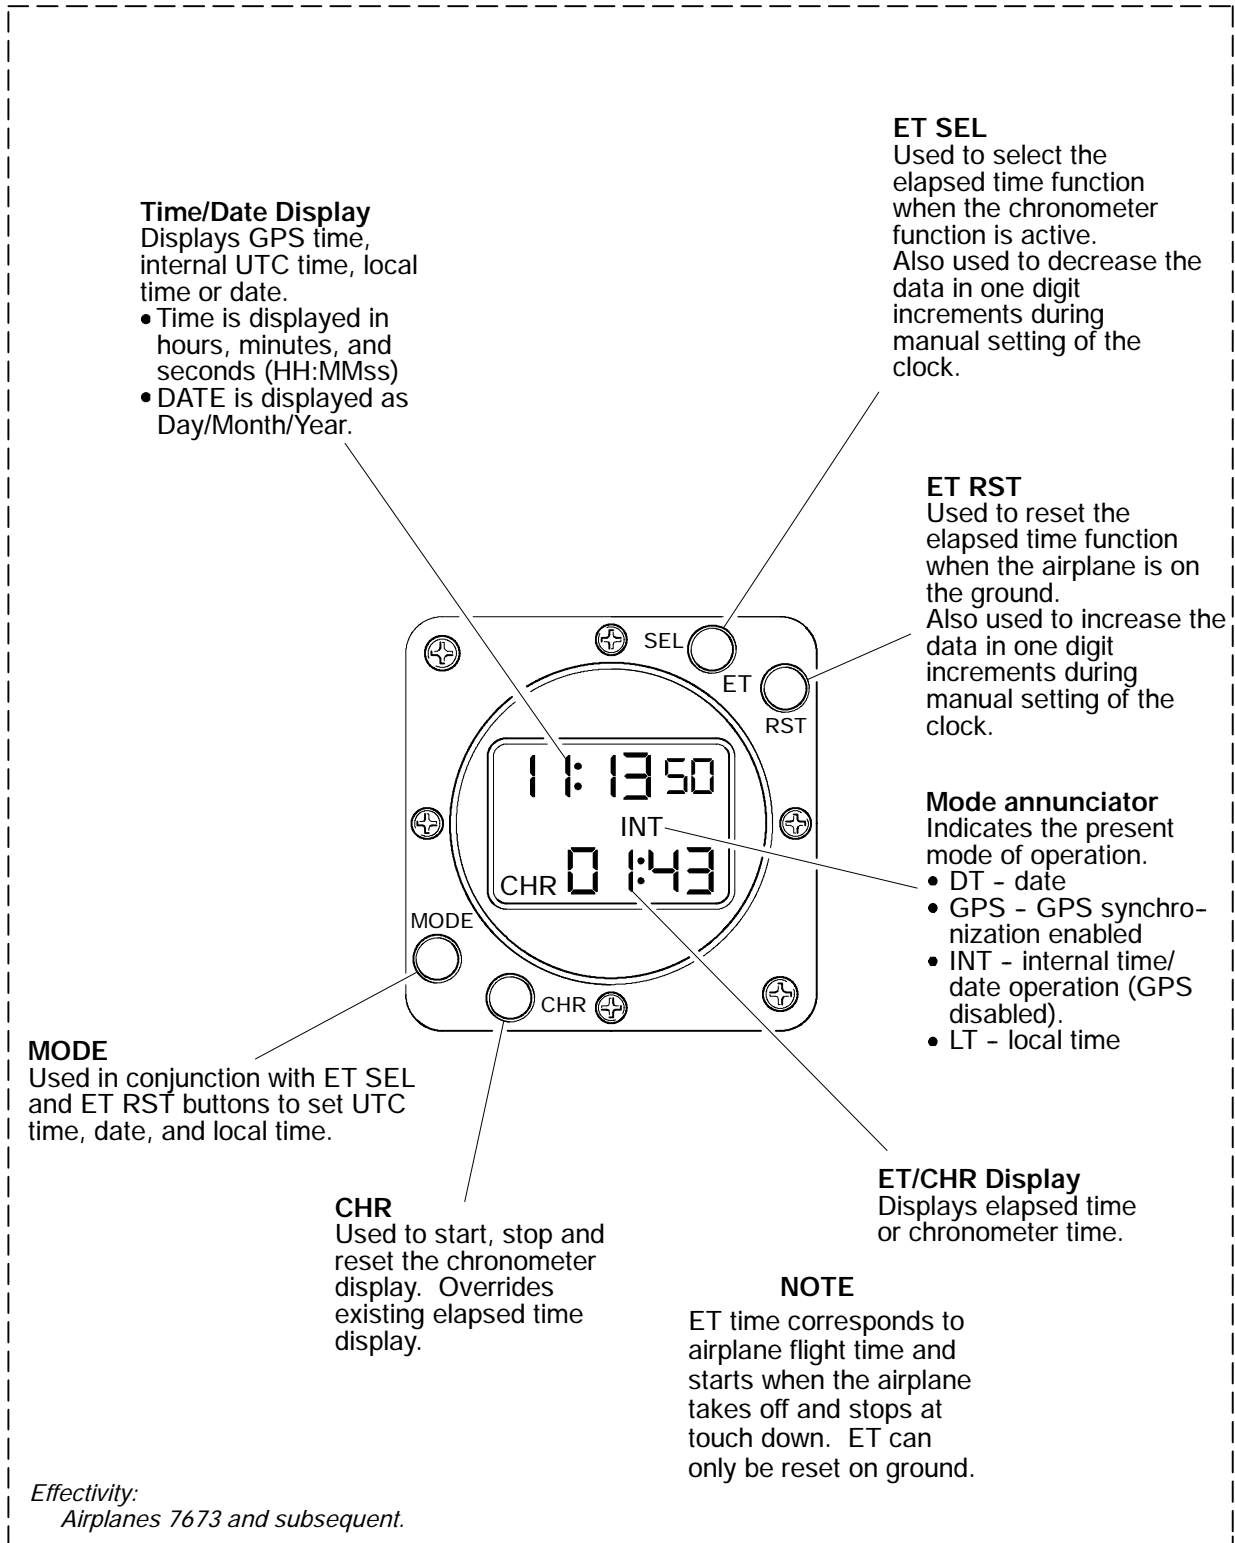 ET SEL
Used to select the
elapsed time function
when the chronometer
function is active.
Also used to decrease the
data in one digit
increments during
manual setting of the
clock.
Time/Date Display
Displays GPS time,
internal UTC time, local
time or date.
• Time is displayed in
hours, minutes, and
seconds (HH:MMss)
• DATE is displayed as
Day/Month/Year.
ET RST
Used to reset the
elapsed time function
when the airplane is on
the ground.
Also used to increase the
data in one digit
increments during
manual setting of the
clock.
SEL
ET
RST
11:13 50
INT
CHR 01:43
MODE
CHR
Mode annunciator
Indicates the present
mode of operation.
• DT - date
• GPS - GPS synchro-
nization enabled
• INT - internal time/
date operation (GPS
disabled).
• LT - local time
MODE
Used in conjunction with ET SEL
and ET RST buttons to set UTC
time, date, and local time.
CHR
Used to start, stop and
reset the chronometer
display. Overrides
existing elapsed time
display.
ET/CHR Display
Displays elapsed time
or chronometer time.
NOTE
ET time corresponds to
airplane flight time and
starts when the airplane
takes off and stops at
touch down. ET can
only be reset on ground.
Effectivity:
Airplanes 7673 and subsequent.